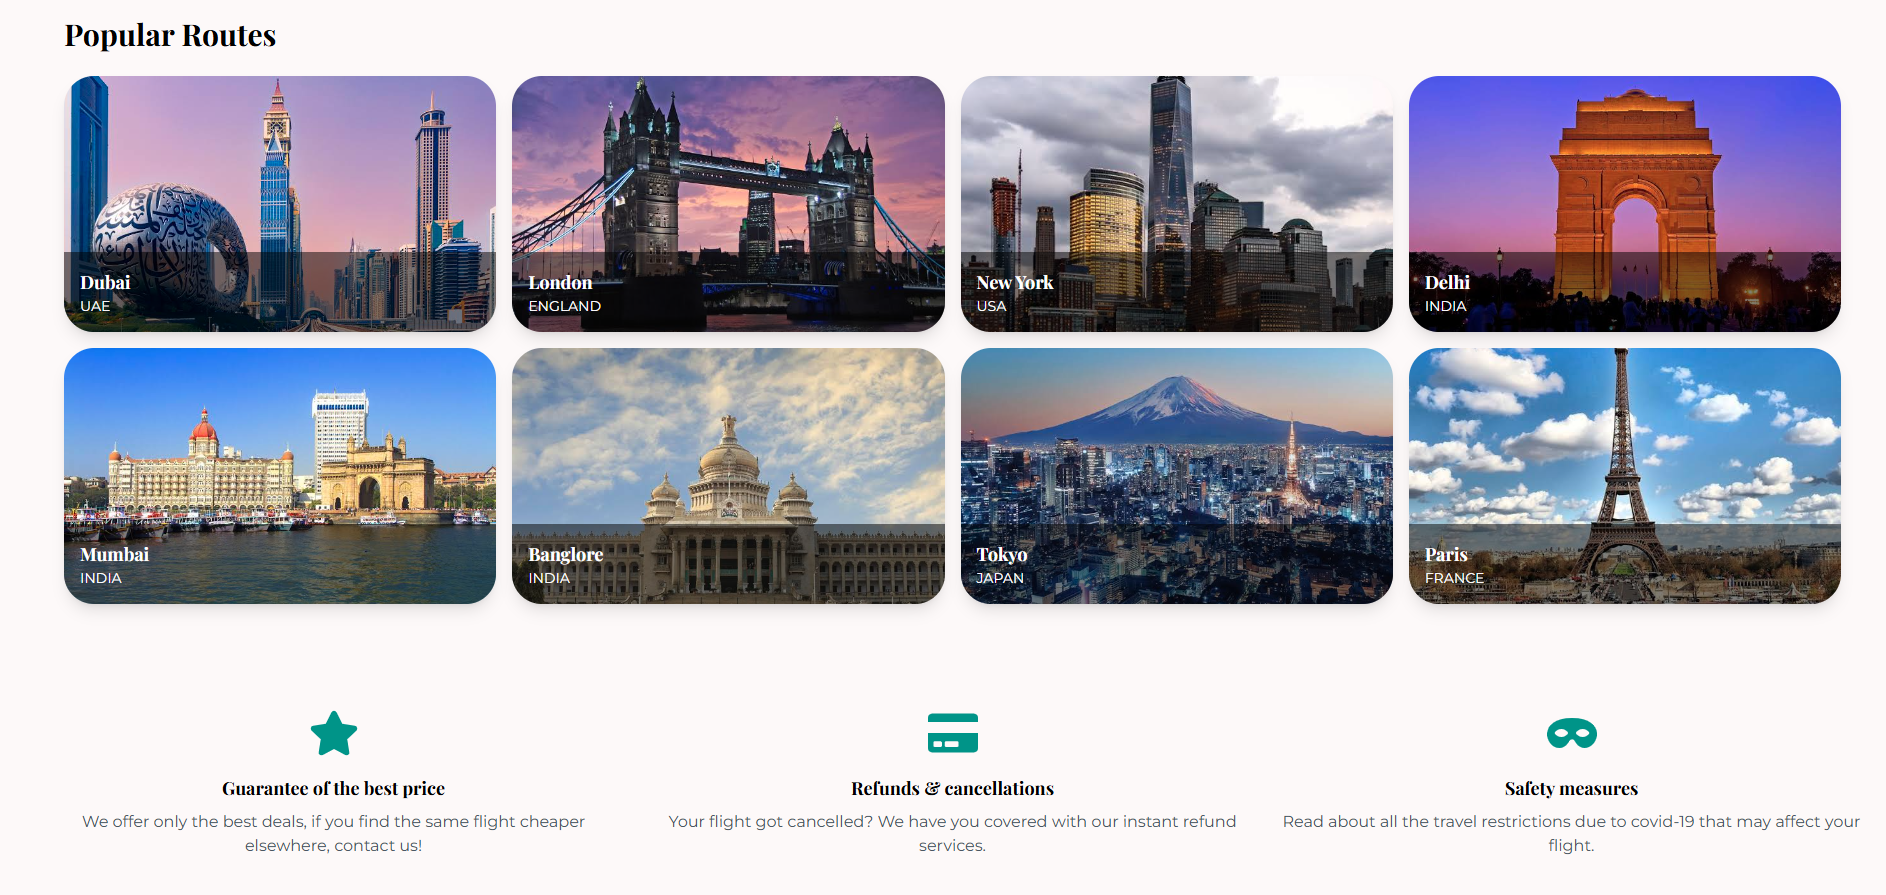 Popular Routes
Dubai
UAE
London
ENGLAND
New York
USA
Delhi
INDIA
Mumbai
INDIA
Banglore
INDIA
Tokyo
JAPAN
Paris
FRANCE
Guarantee of the best price
We offer only the best deals, if you find the same flight cheaper
elsewhere, contact us!
Refunds & cancellations
Your flight got cancelled? We have you covered with our instant refund
services.
Safety measures
Read about all the travel restrictions due to covid-19 that may affect your
flight.